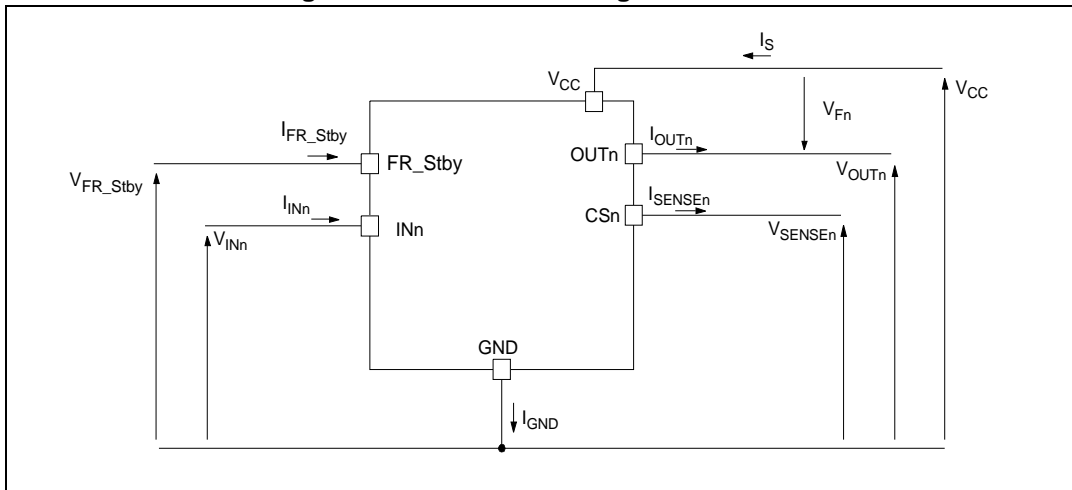 I_S
V_CC
V_CC
V_Fn
I_FR_Stby
I_OUTn
FR_Stby
OUTn
V_FR_Stby
V_OUTn
I_INn
I_SENSEn
INn
CSn
V_INn
V_SENSEn
GND
I_GND